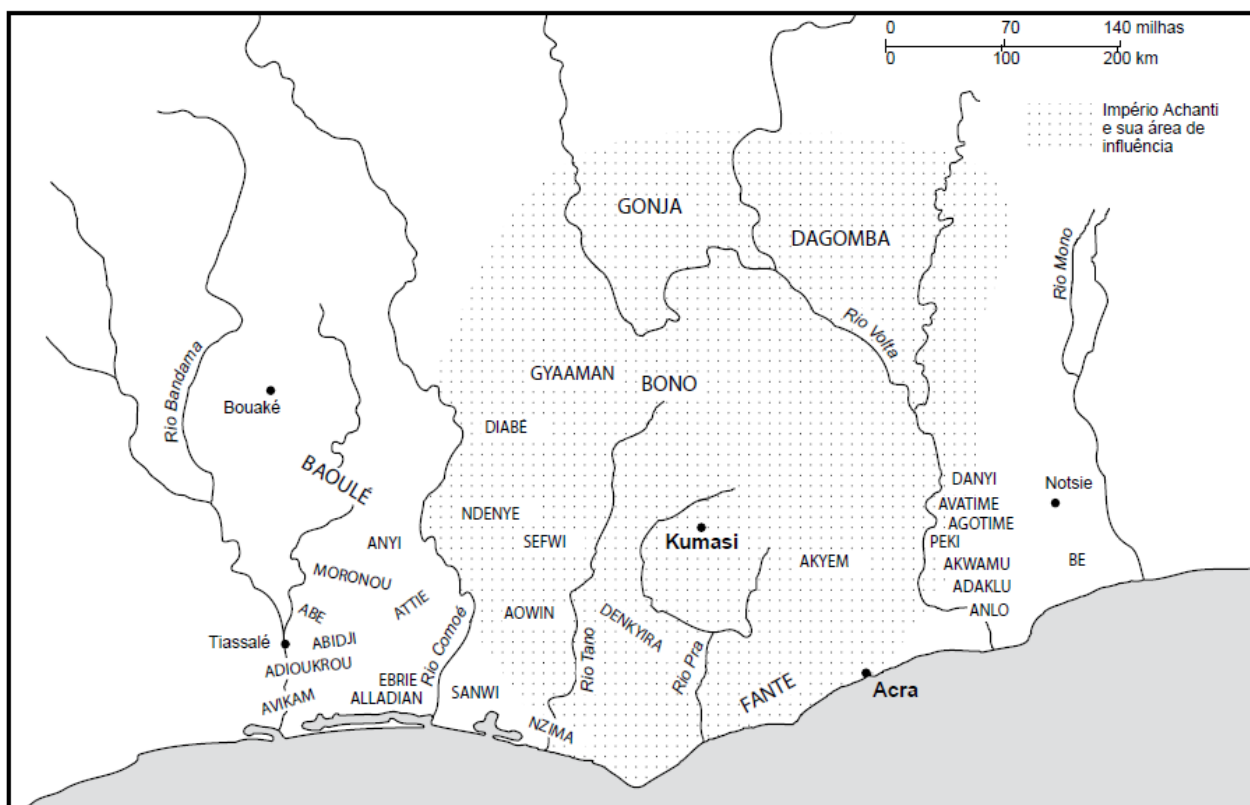 0 70 140 milhas
0 100 200 km
Império Achanti
e sua área de
influência
GONJA
DAGOMBA
Rio Mono
Rio Volta
Rio Bandama
GYAAMAN
BONO
Bouaké
DIABÉ
BAOULÉ
DANYI
Notsie
AVATIME
NDENYE
AGOTIME
Kumasi
ANYI
SEFWI
PEKI
AKYEM
AKWAMU
BE
MORONOU
ADAKLU
ATTIE
ABE
AOWIN
DENKYIRA
ANLO
Tiassalé
ABIDJI
Rio Comoé
Rio Tano
Rio Pra
ADIOUKROU
EBRIE
Acra
AVIKAM
ALLADIAN
SANWI
FANTE
NZIMA